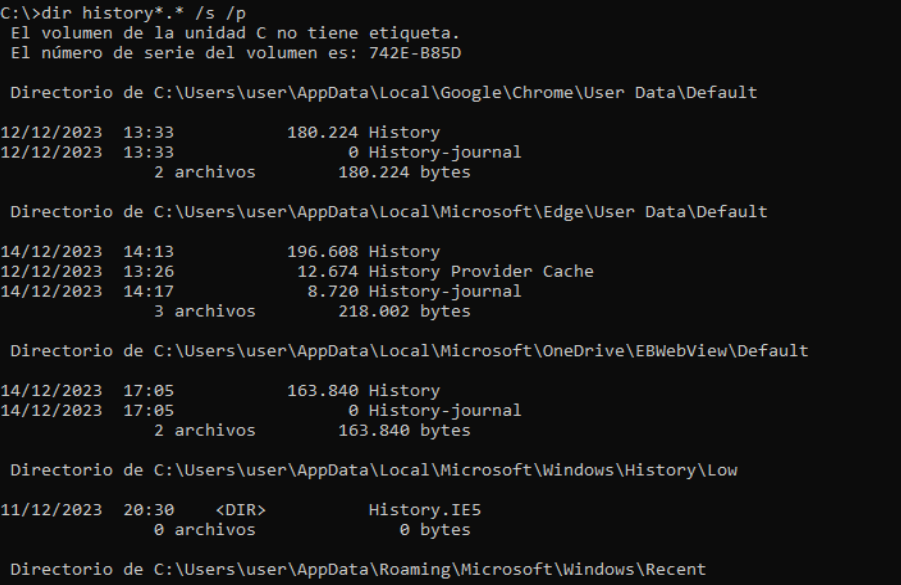 C:\>dir history*.* /s /p
 El volumen de la unidad C no tiene etiqueta.
 El número de serie del volumen es: 742E-B85D
 Directorio de C:\Users\user\AppData\Local\Google\Chrome\User Data\Default
12/12/2023  13:33           180.224 History
12/12/2023  13:33                 0 History-journal
               2 archivos        180.224 bytes
 Directorio de C:\Users\user\AppData\Local\Microsoft\Edge\User Data\Default
14/12/2023  14:13           196.608 History
12/12/2023  13:26            12.674 History Provider Cache
14/12/2023  14:17             8.720 History-journal
               3 archivos        218.002 bytes
 Directorio de C:\Users\user\AppData\Local\Microsoft\OneDrive\EBWebView\Default
14/12/2023  17:05           163.840 History
14/12/2023  17:05                 0 History-journal
               2 archivos        163.840 bytes
 Directorio de C:\Users\user\AppData\Local\Microsoft\Windows\History\Low
11/12/2023  20:30    <DIR>          History.IE5
               0 archivos              0 bytes
 Directorio de C:\Users\user\AppData\Roaming\Microsoft\Windows\Recent